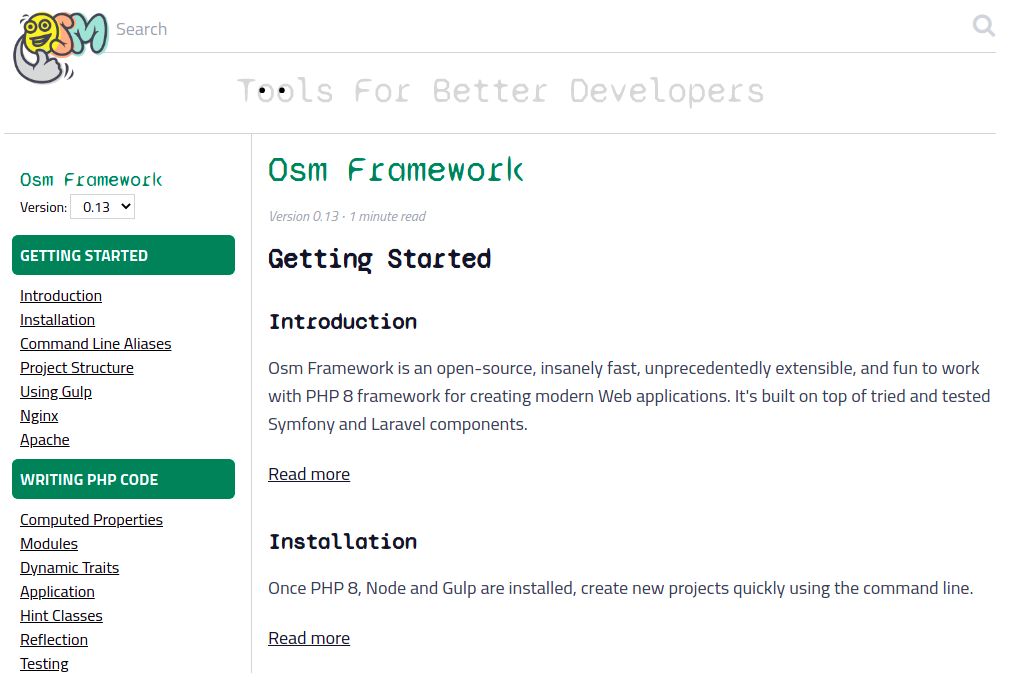 OSM
Search
Tools For Better Developers
Osm Framework
Version: 0.13
GETTING STARTED
Introduction
Installation
Command Line Aliases
Project Structure
Using Gulp
Nginx
Apache
WRITING PHP CODE
Computed Properties
Modules
Dynamic Traits
Application
Hint Classes
Reflection
Testing
Osm Framework
Version 0.13 · 1 minute read
Getting Started
Introduction
Osm Framework is an open-source, insanely fast, unprecedentedly extensible, and fun to work
with PHP 8 framework for creating modern Web applications. It's built on top of tried and tested
Symfony and Laravel components.
Read more
Installation
Once PHP 8, Node and Gulp are installed, create new projects quickly using the command line.
Read more